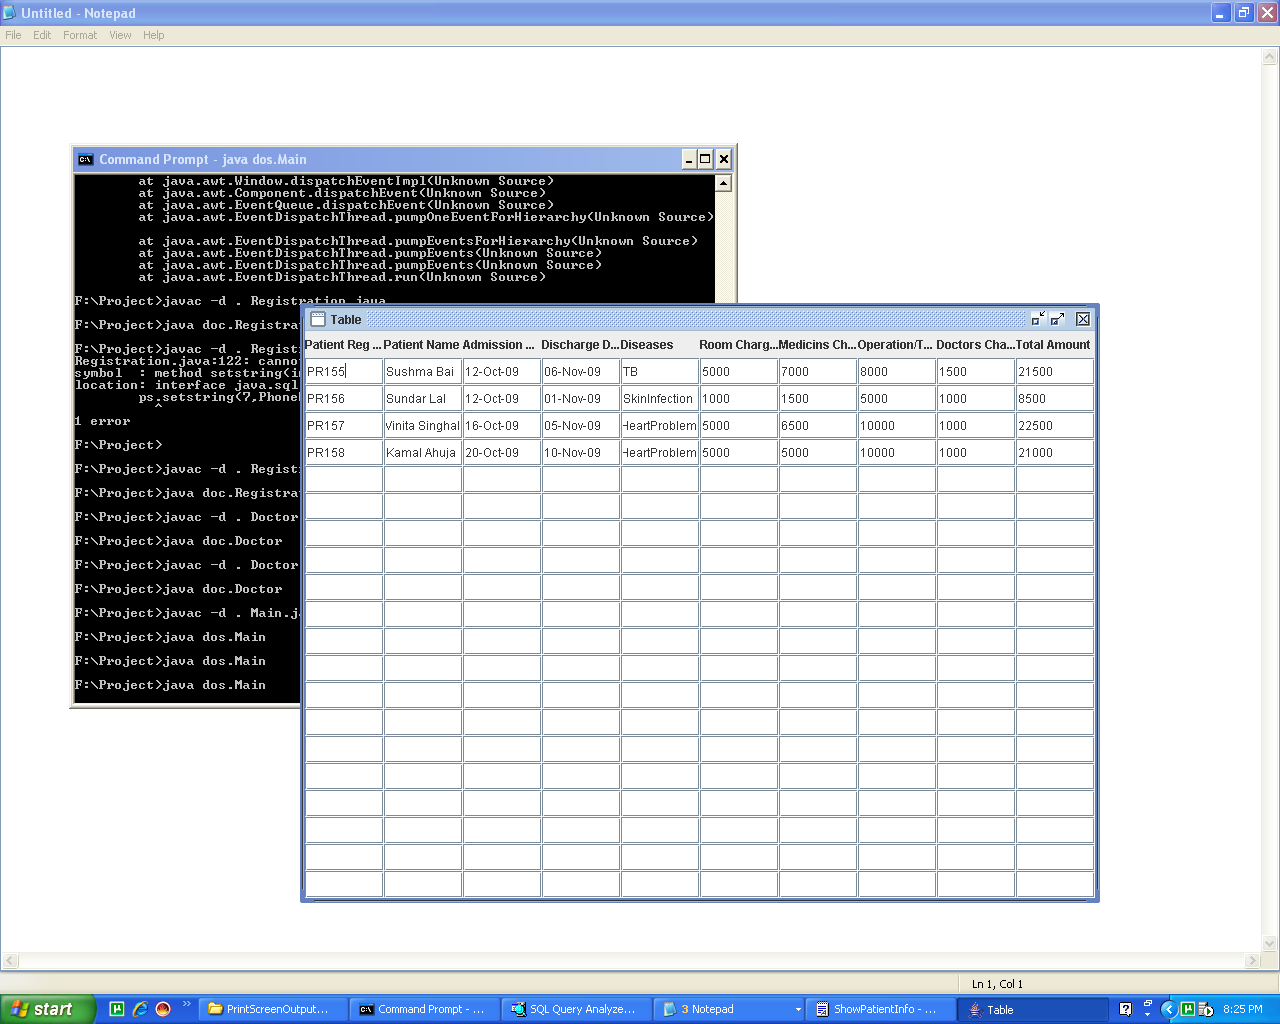 Untitled - Notepad
File Edit Format View Help
Command Prompt - java dos.Main
at java.awt.Window.dispatchEventImpl(Unknown Source)
at java.awt.Component.dispatchEvent(Unknown Source)
at java.awt.EventQueue.dispatchEvent(Unknown Source)
at java.awt.EventDispatchThread.pumpOneEventForHierarchy(Unknown Source)
at java.awt.EventDispatchThread.pumpEventsForHierarchy(Unknown Source)
at java.awt.EventDispatchThread.pumpEvents(Unknown Source)
at java.awt.EventDispatchThread.pumpEvents(Unknown Source)
at java.awt.EventDispatchThread.run(Unknown Source)
F:\Project>javac -d . Registration.java
F:\Project>java doc.Registrat
F:\Project>javac -d . Registr
Registration.java:122: cannot
symbol  : method setstring(in
location: interface java.sql
ps.setstring(7,Phone
^
1 error
F:\Project>
F:\Project>javac -d . Registr
F:\Project>java doc.Registrat
F:\Project>javac -d . Doctor
F:\Project>java doc.Doctor
F:\Project>javac -d . Doctor
F:\Project>java doc.Doctor
F:\Project>javac -d . Main.ja
F:\Project>java dos.Main
F:\Project>java dos.Main
F:\Project>java dos.Main
Table
Patient Reg ... Patient Name Admission ... Discharge D... Diseases Room Charg... Medicins Ch... Operation/T... Doctors Cha... Total Amount
PR155 Sushma Bai 12-Oct-09 06-Nov-09 TB 5000 7000 8000 1500 21500
PR156 Sundar Lal 12-Oct-09 01-Nov-09 SkinInfection 1000 1500 5000 1000 8500
PR157 Vinita Singhal 16-Oct-09 05-Nov-09 HeartProblem 5000 6500 10000 1000 22500
PR158 Kamal Ahuja 20-Oct-09 10-Nov-09 HeartProblem 5000 5000 10000 1000 21000
Ln 1, Col 1
start PrintScreenOutput... Command Prompt - ... SQL Query Analyze... 3 Notepad ShowPatientInfo - ... Table 8:25 PM